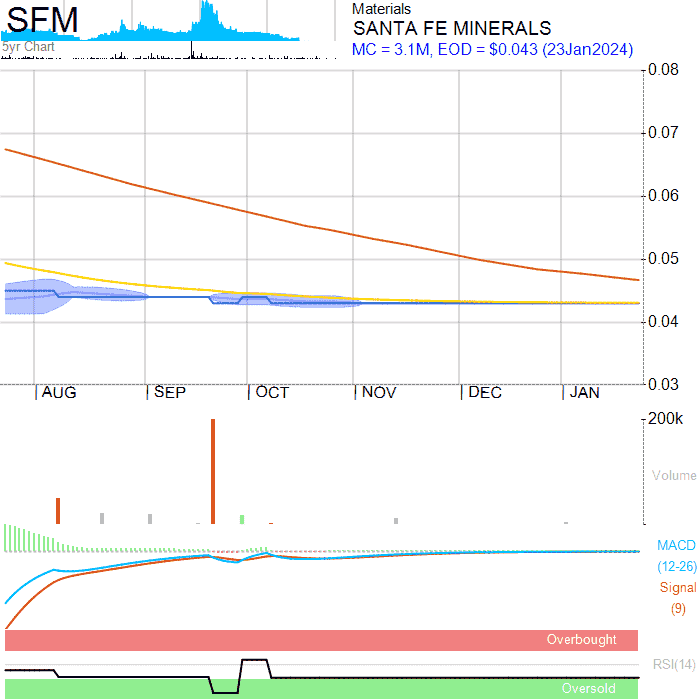 SFM
Materials
SANTA FE MINERALS
MC = 3.1M, EOD = $0.043 (23Jan2024)
5yr Chart
0.08
0.07
0.06
0.05
0.04
0.03
AUG SEP OCT NOV DEC JAN
200k
Volume
MACD
(12-26)
Signal
(9)
Overbought
RSI(14)
Oversold